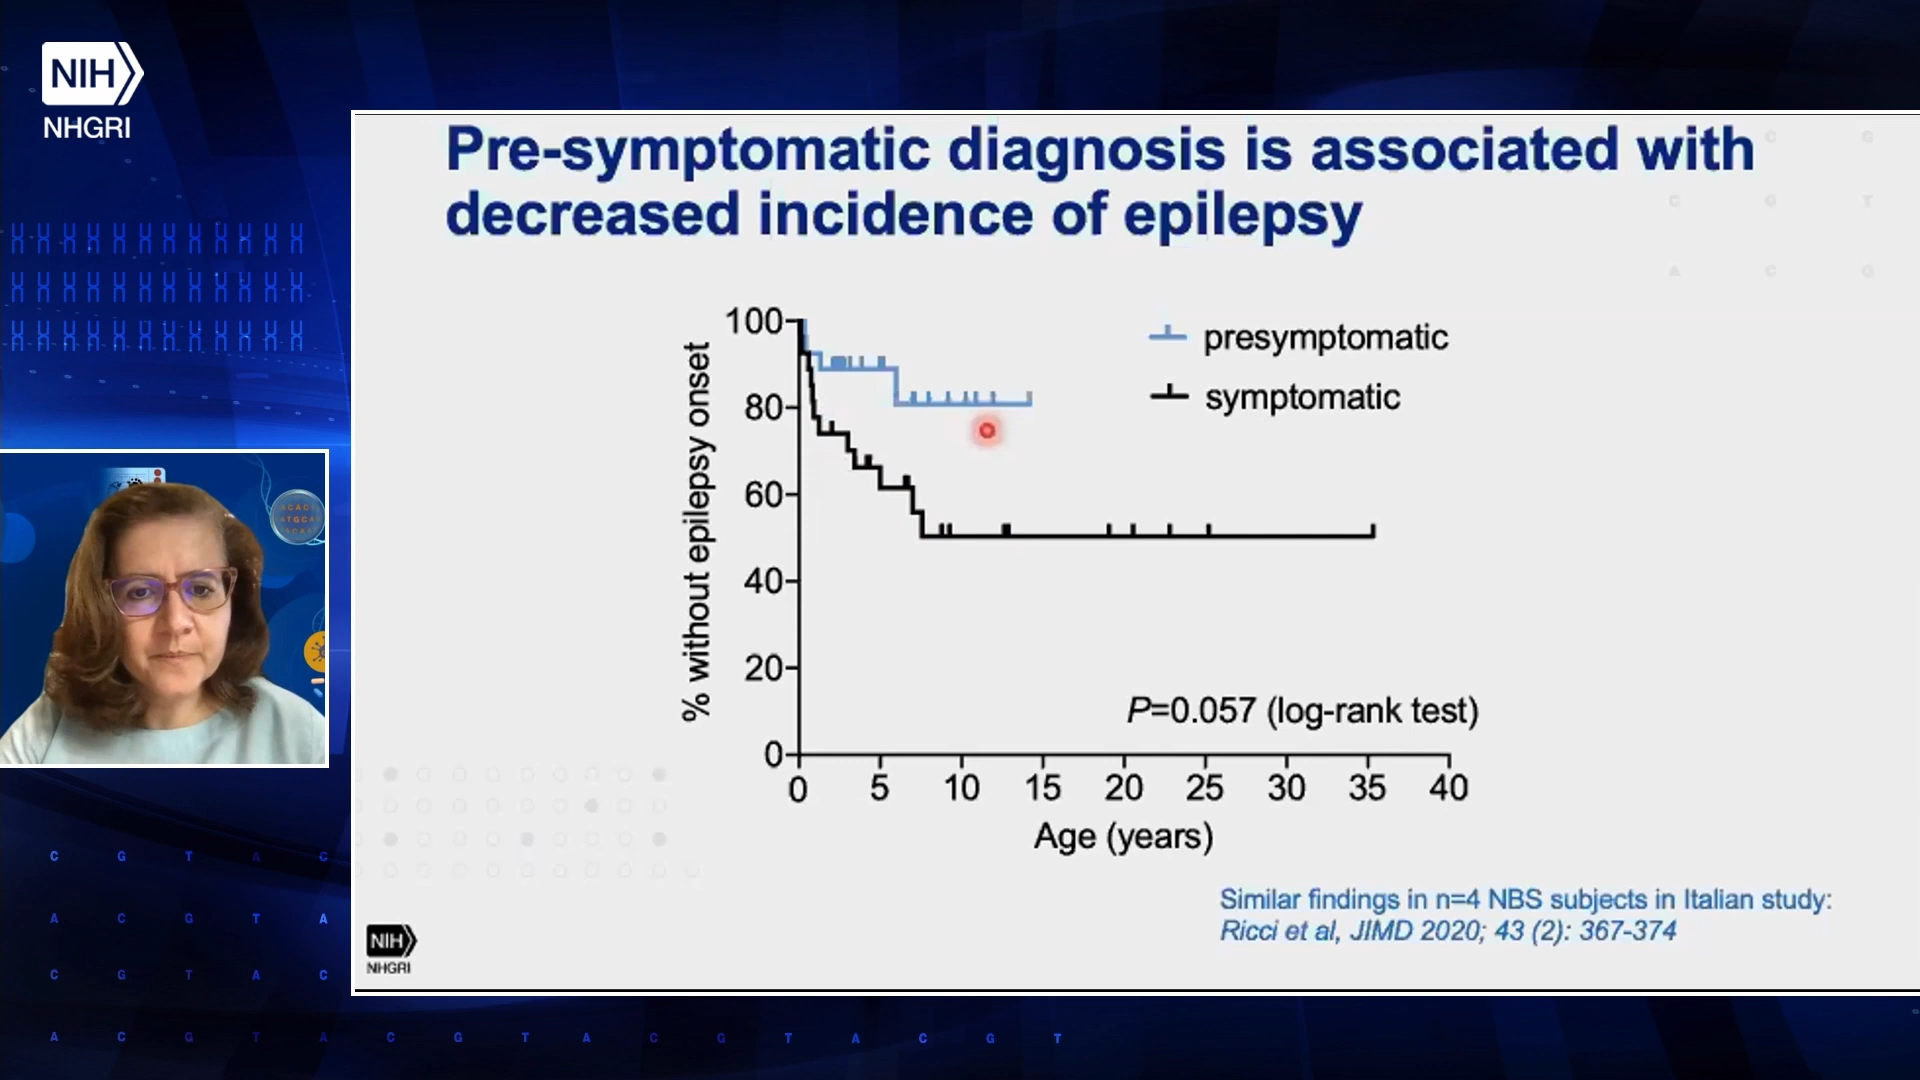 NIH
NHGRI
Pre-symptomatic diagnosis is associated with
decreased incidence of epilepsy
100
80
60
40
20
0
% without epilepsy onset
presymptomatic
symptomatic
P=0.057 (log-rank test)
0 5 10 15 20 25 30 35 40
Age (years)
Similar findings in n=4 NBS subjects in Italian study:
Ricci et al, JIMD 2020; 43 (2): 367-374
NIH
NHGRI
C G T A C
A C G T A
C G T A C
A C G T A C G T A C G T A C G T
C G
C G T
A C G